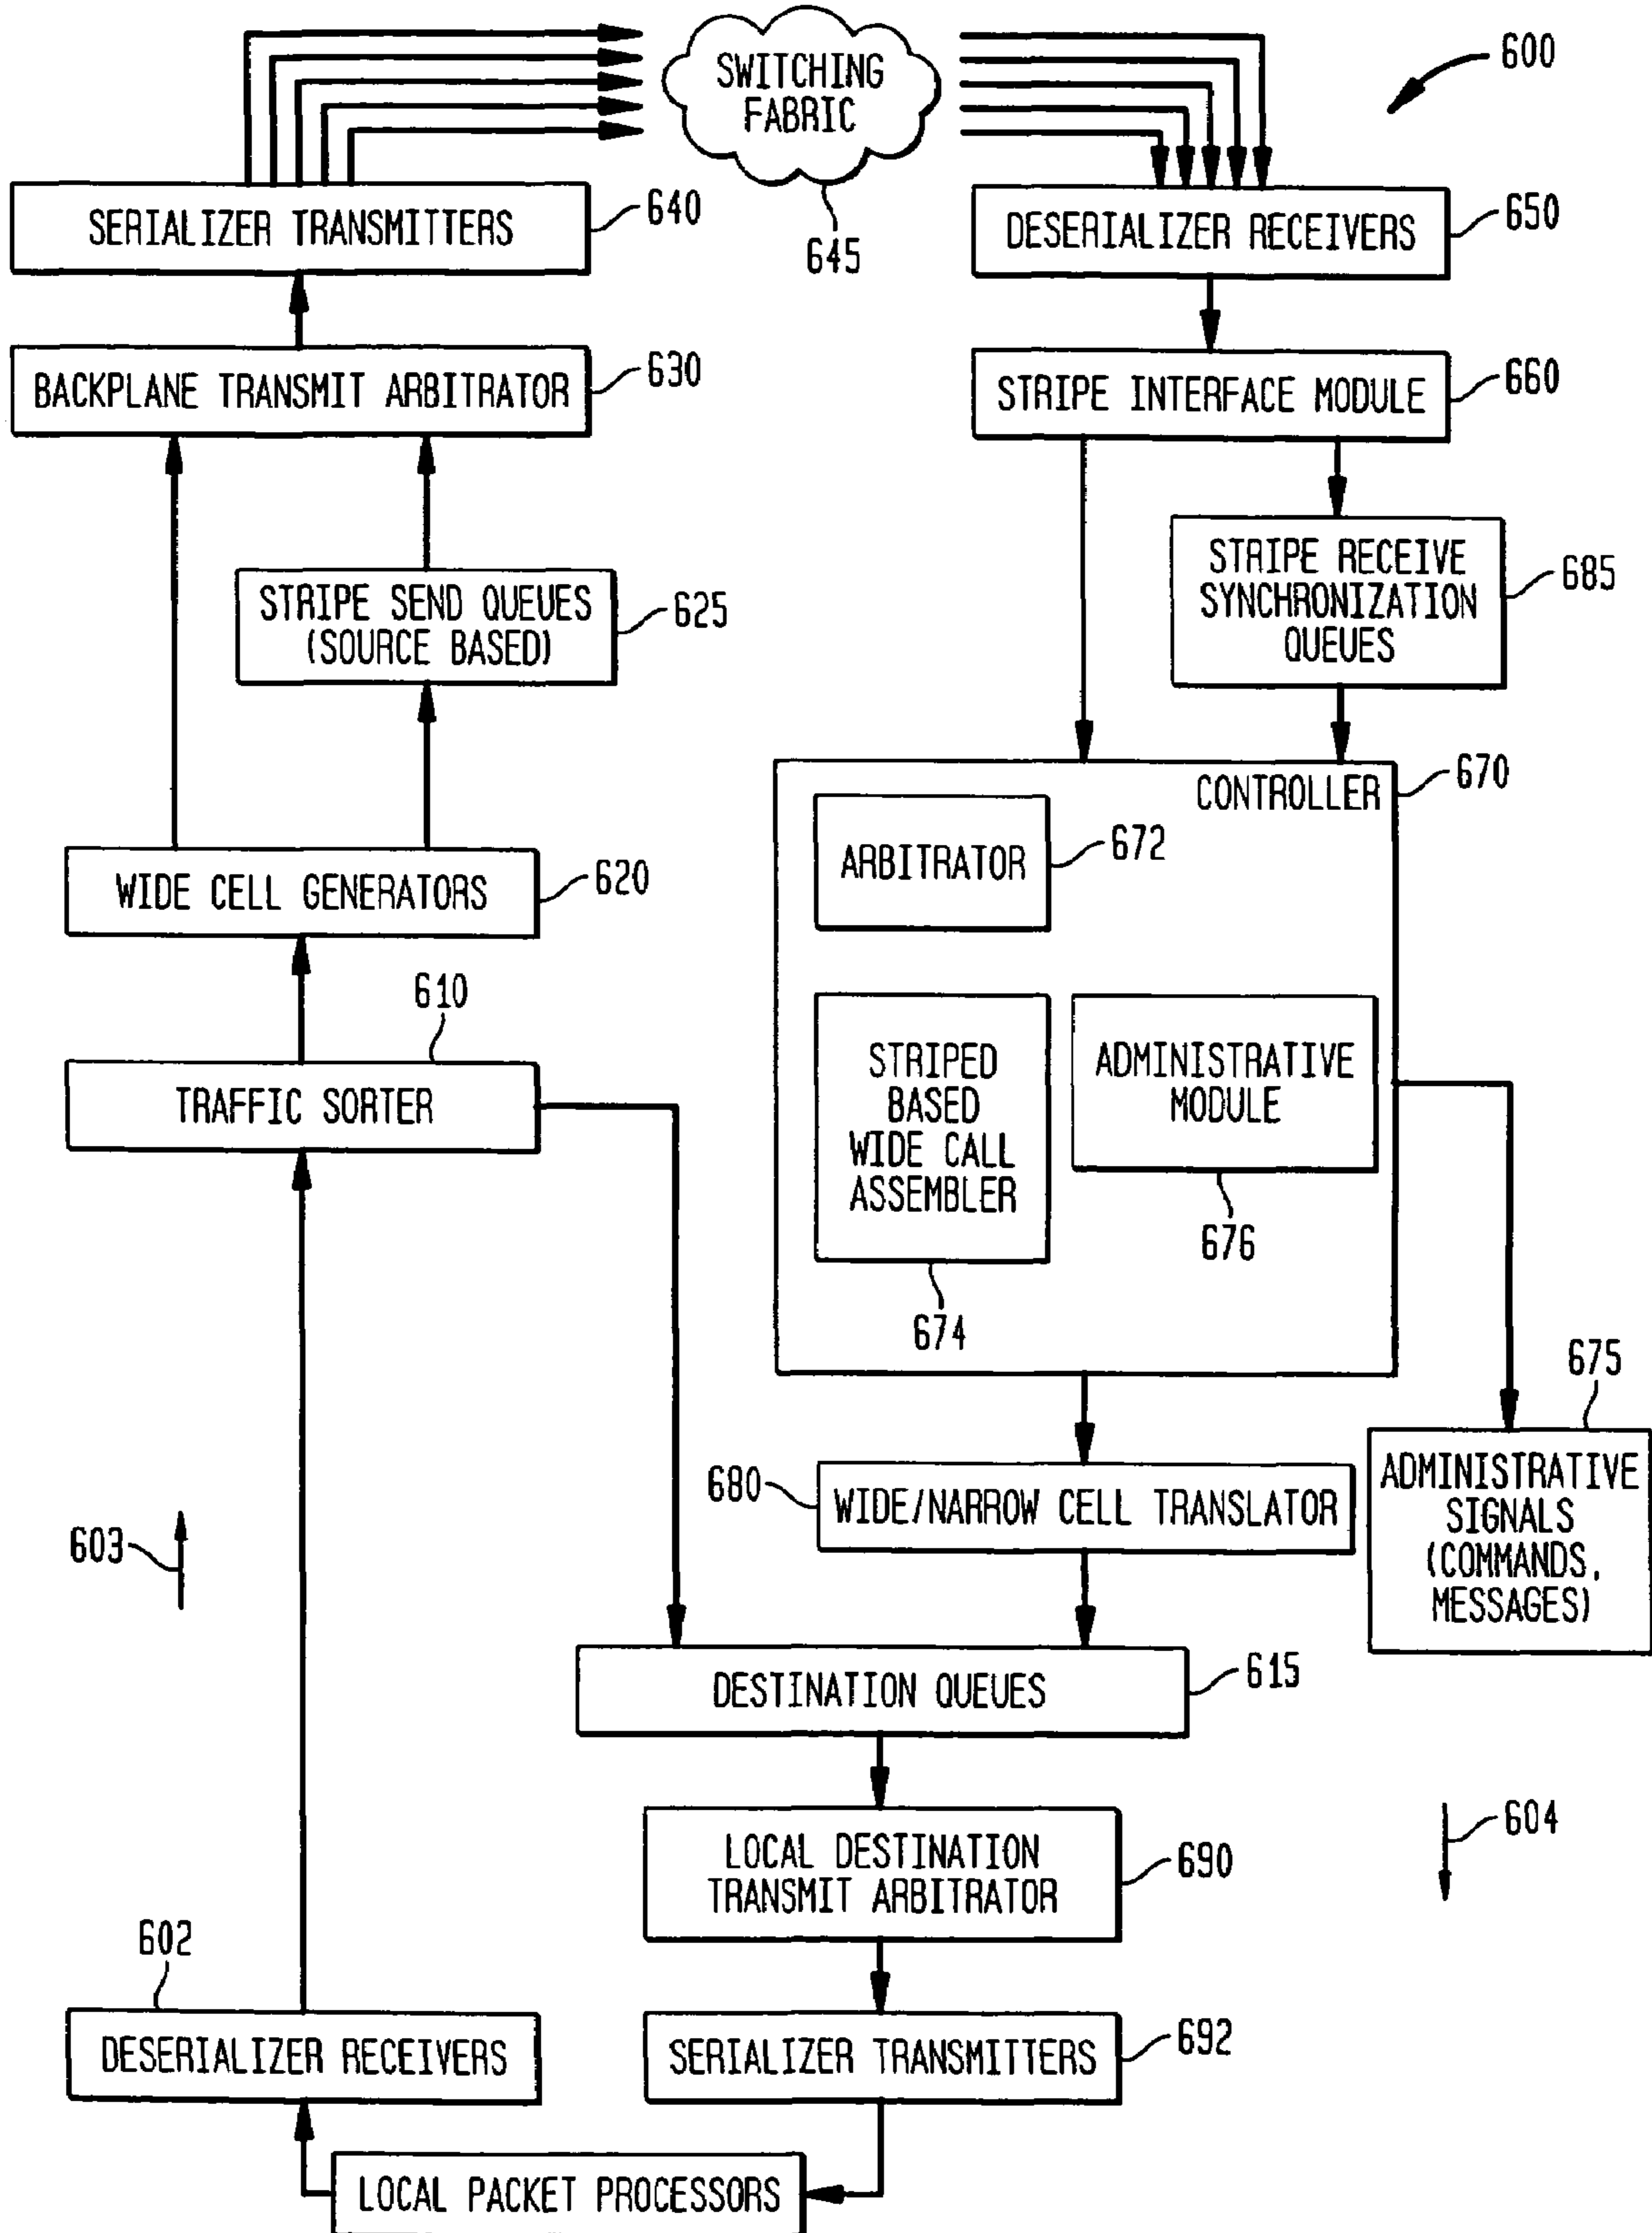 SWITCHING
FABRIC
645
600
SERIALIZER TRANSMITTERS
640
DESERIALIZER RECEIVERS
650
BACKPLANE TRANSMIT ARBITRATOR
630
STRIPE INTERFACE MODULE
660
STRIPE SEND QUEUES
(SOURCE BASED)
625
STRIPE RECEIVE
SYNCHRONIZATION
QUEUES
685
WIDE CELL GENERATORS
620
CONTROLLER
670
ARBITRATOR
672
610
TRAFFIC SORTER
STRIPED
BASED
WIDE CALL
ASSEMBLER
674
ADMINISTRATIVE
MODULE
676
675
ADMINISTRATIVE
SIGNALS
(COMMANDS,
MESSAGES)
680
WIDE/NARROW CELL TRANSLATOR
603
DESTINATION QUEUES
615
604
LOCAL DESTINATION
TRANSMIT ARBITRATOR
690
602
DESERIALIZER RECEIVERS
SERIALIZER TRANSMITTERS
692
LOCAL PACKET PROCESSORS